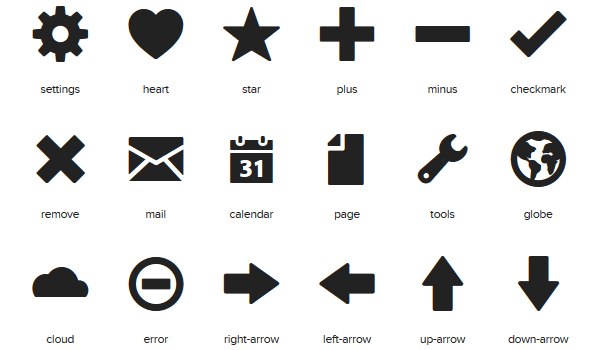 settings heart star plus minus checkmark
31
remove mail calendar page tools globe
cloud error right-arrow left-arrow up-arrow down-arrow